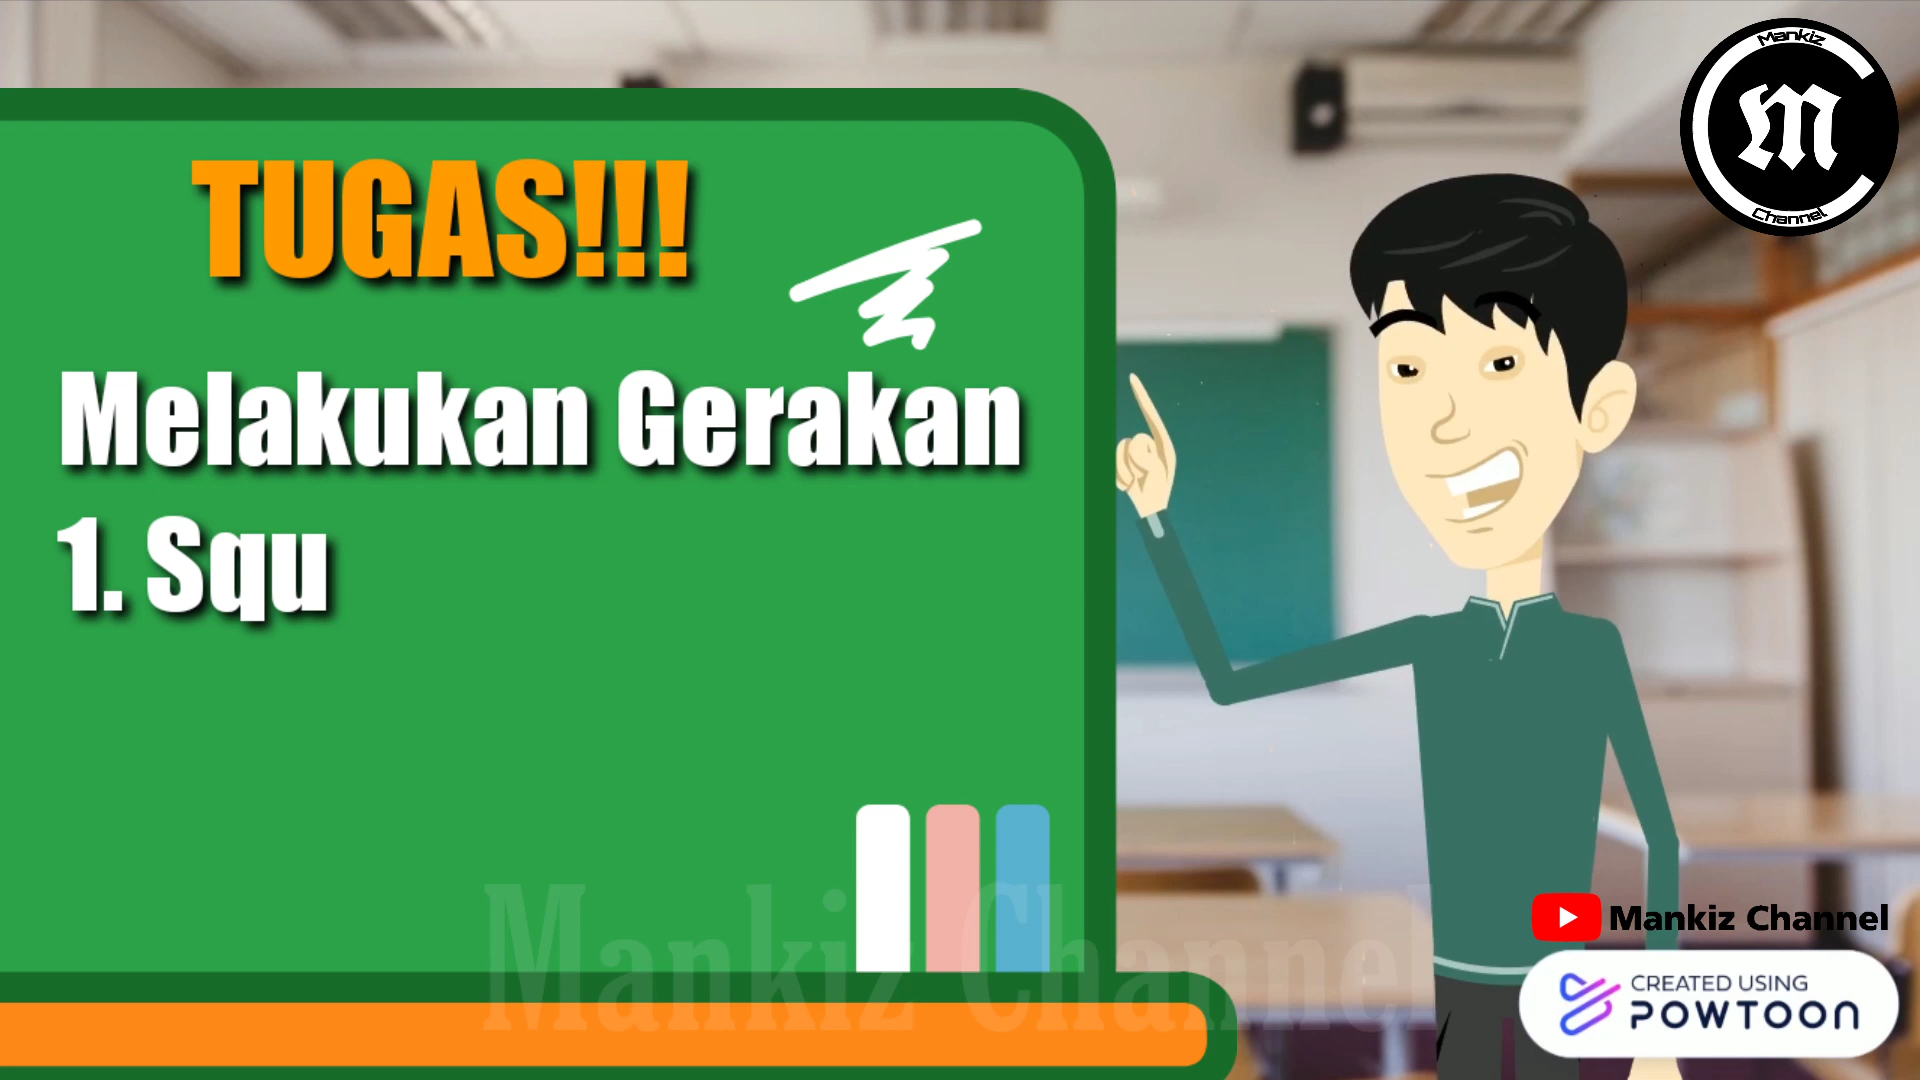 TUGAS!!!
Melakukan Gerakan
1. Squ
Mankiz
M
Channel
Mankiz Channel
Mankiz Channel
CREATED USING
POWTOON